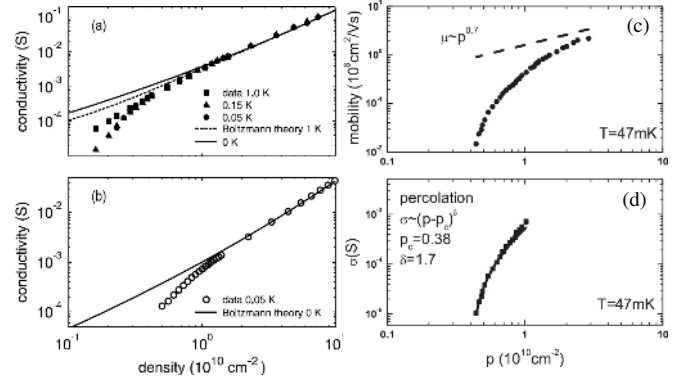 (a)
conductivity (S)
10⁻¹
10⁻²
10⁻³
10⁻⁴
data 1.0 K
0.15 K
0.05 K
Boltzmann theory 1 K
0 K
(b)
conductivity (S)
10⁻²
10⁻³
10⁻⁴
data 0.05 K
Boltzmann theory 0 K
10⁻¹
10⁰
10¹
density (10¹⁰ cm⁻²)
(c)
mobility (10⁶cm²/Vs)
10¹
10⁰
10⁻¹
10⁻²
μ~p^0.7
T=47mK
0.1
1
10
(d)
σ(S)
10⁻³
10⁻⁴
10⁻⁵
percolation
σ~(p-p_c)^δ
p_c=0.38
δ=1.7
T=47mK
0.1
1
10
p (10¹⁰cm⁻²)